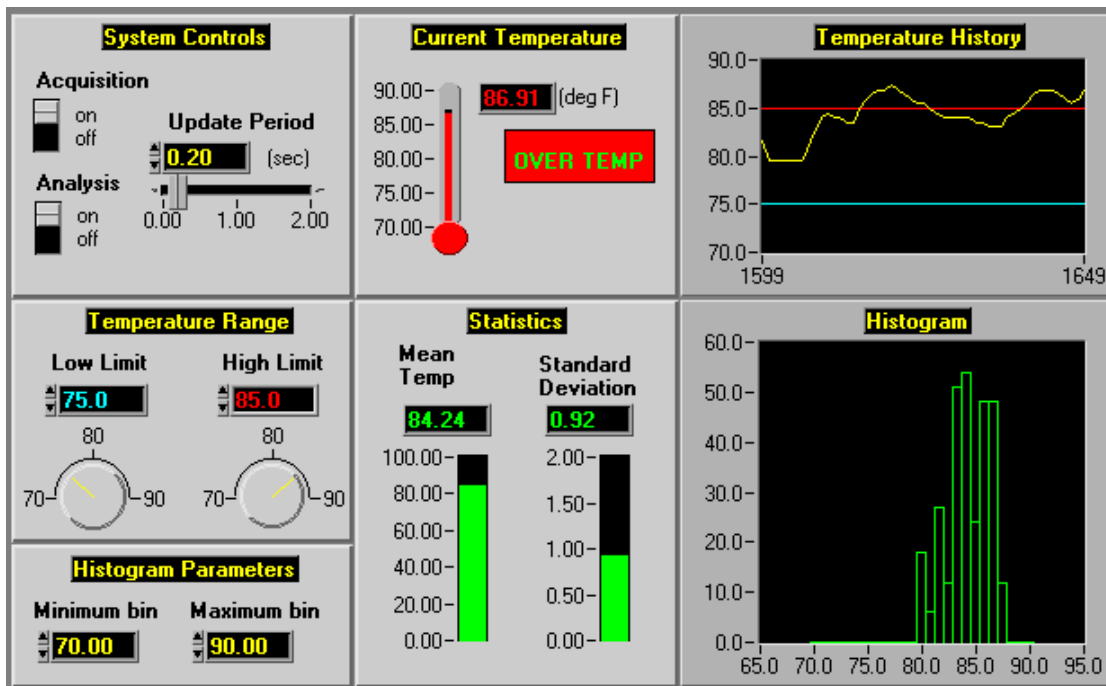 System Controls
Acquisition
on
off
Update Period
0.20 (sec)
0.00 1.00 2.00
Analysis
on
off
Current Temperature
90.00
85.00
80.00
75.00
70.00
86.91 (deg F)
OVER TEMP
Temperature History
90.0
85.0
80.0
75.0
70.0
1599 1649
Temperature Range
Low Limit High Limit
75.0 85.0
80 80
70 90 70 90
Histogram Parameters
Minimum bin Maximum bin
70.00 90.00
Statistics
Mean Temp
84.24
100.00
80.00
60.00
40.00
20.00
0.00
Standard Deviation
0.92
2.00
1.50
1.00
0.50
0.00
Histogram
60.0
50.0
40.0
30.0
20.0
10.0
0.0
65.0 70.0 75.0 80.0 85.0 90.0 95.0